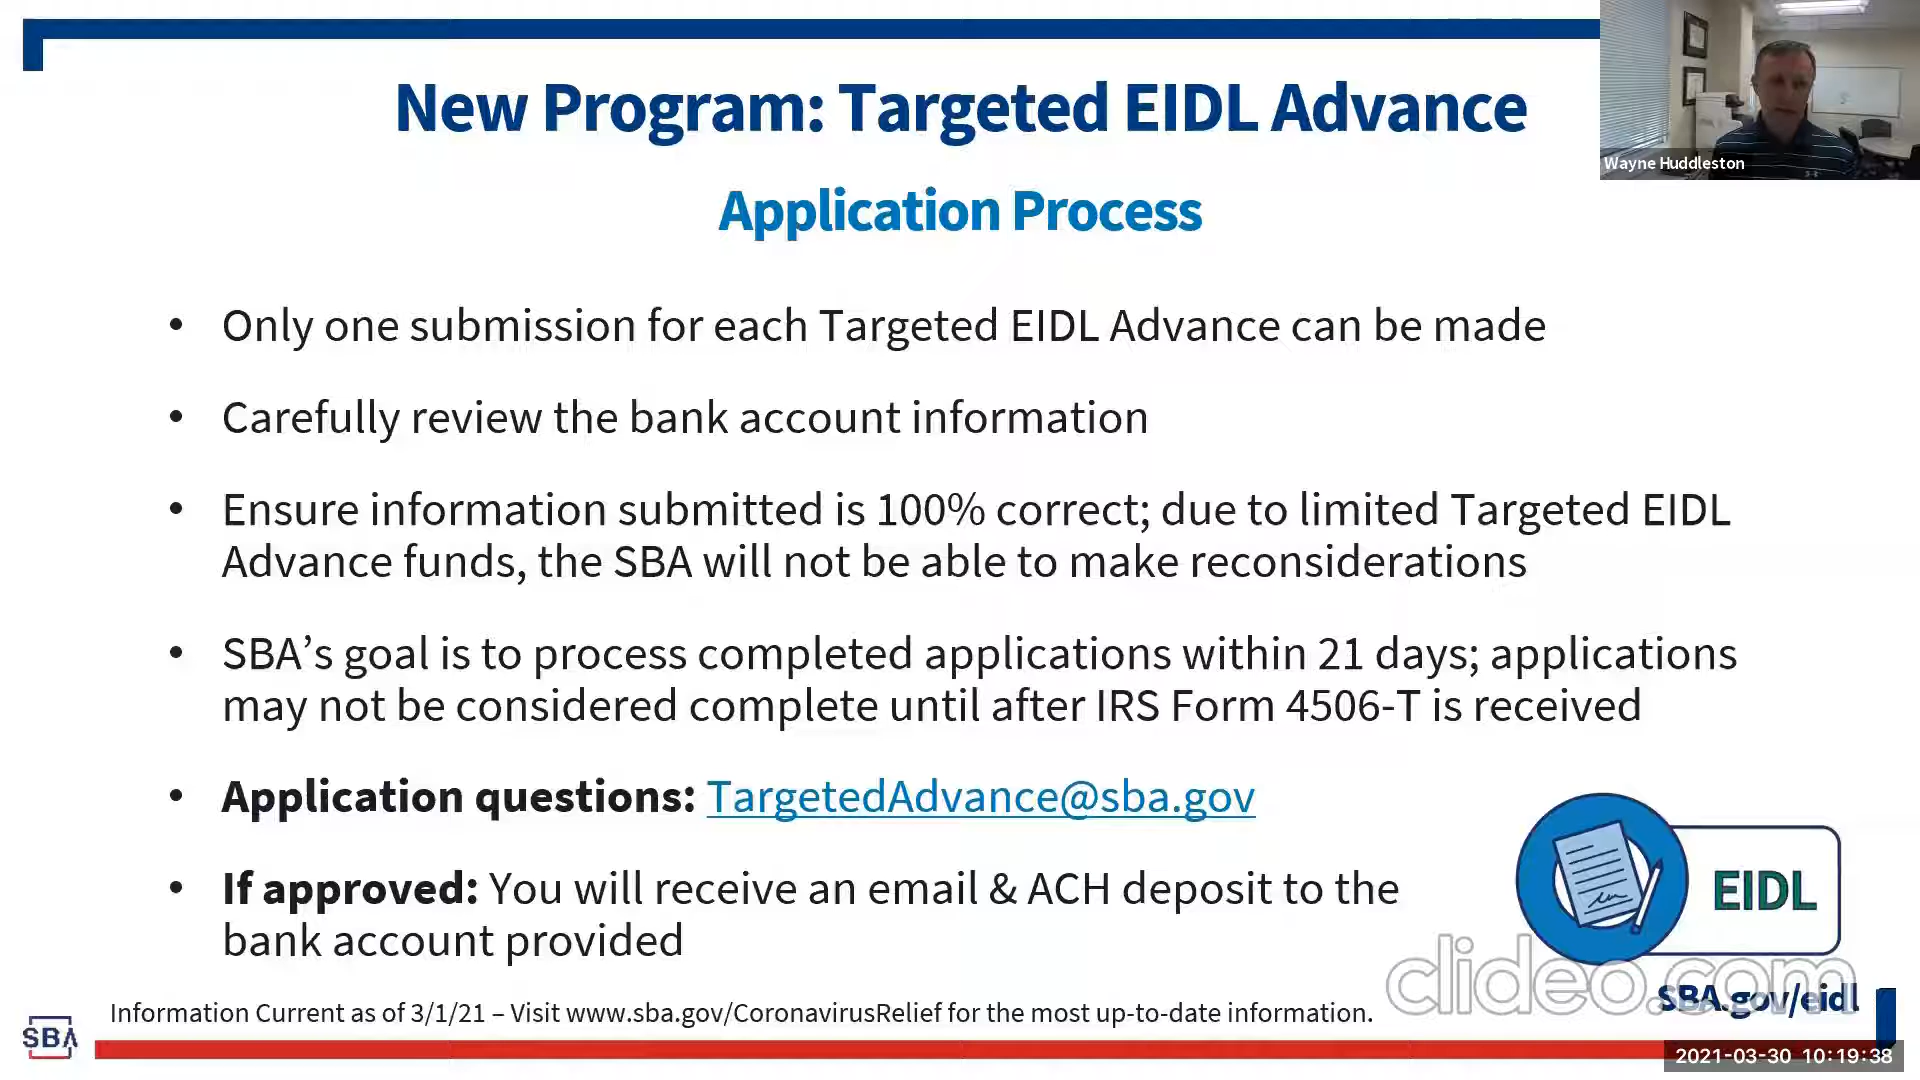 New Program: Targeted EIDL Advance
Wayne Huddleston
Application Process
• Only one submission for each Targeted EIDL Advance can be made
• Carefully review the bank account information
• Ensure information submitted is 100% correct; due to limited Targeted EIDL
Advance funds, the SBA will not be able to make reconsiderations
• SBA’s goal is to process completed applications within 21 days; applications
may not be considered complete until after IRS Form 4506-T is received
• Application questions: TargetedAdvance@sba.gov
• If approved: You will receive an email & ACH deposit to the
bank account provided
EIDL
clideo.com
SBA.gov/eidl
Information Current as of 3/1/21 – Visit www.sba.gov/CoronavirusRelief for the most up-to-date information.
SBA
2021-03-30 10:19:38